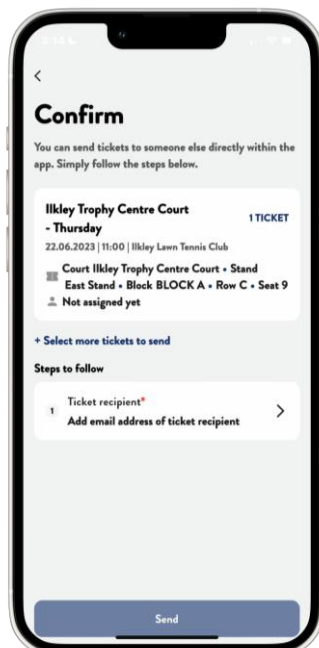 Confirm
You can send tickets to someone else directly within the
app. Simply follow the steps below.
Ilkley Trophy Centre Court
- Thursday
1 TICKET
22.06.2023 | 11:00 | Ilkley Lawn Tennis Club
Court Ilkley Trophy Centre Court • Stand
East Stand • Block BLOCK A • Row C • Seat 9
Not assigned yet
+ Select more tickets to send
Steps to follow
1
Ticket recipient*
Add email address of ticket recipient
Send